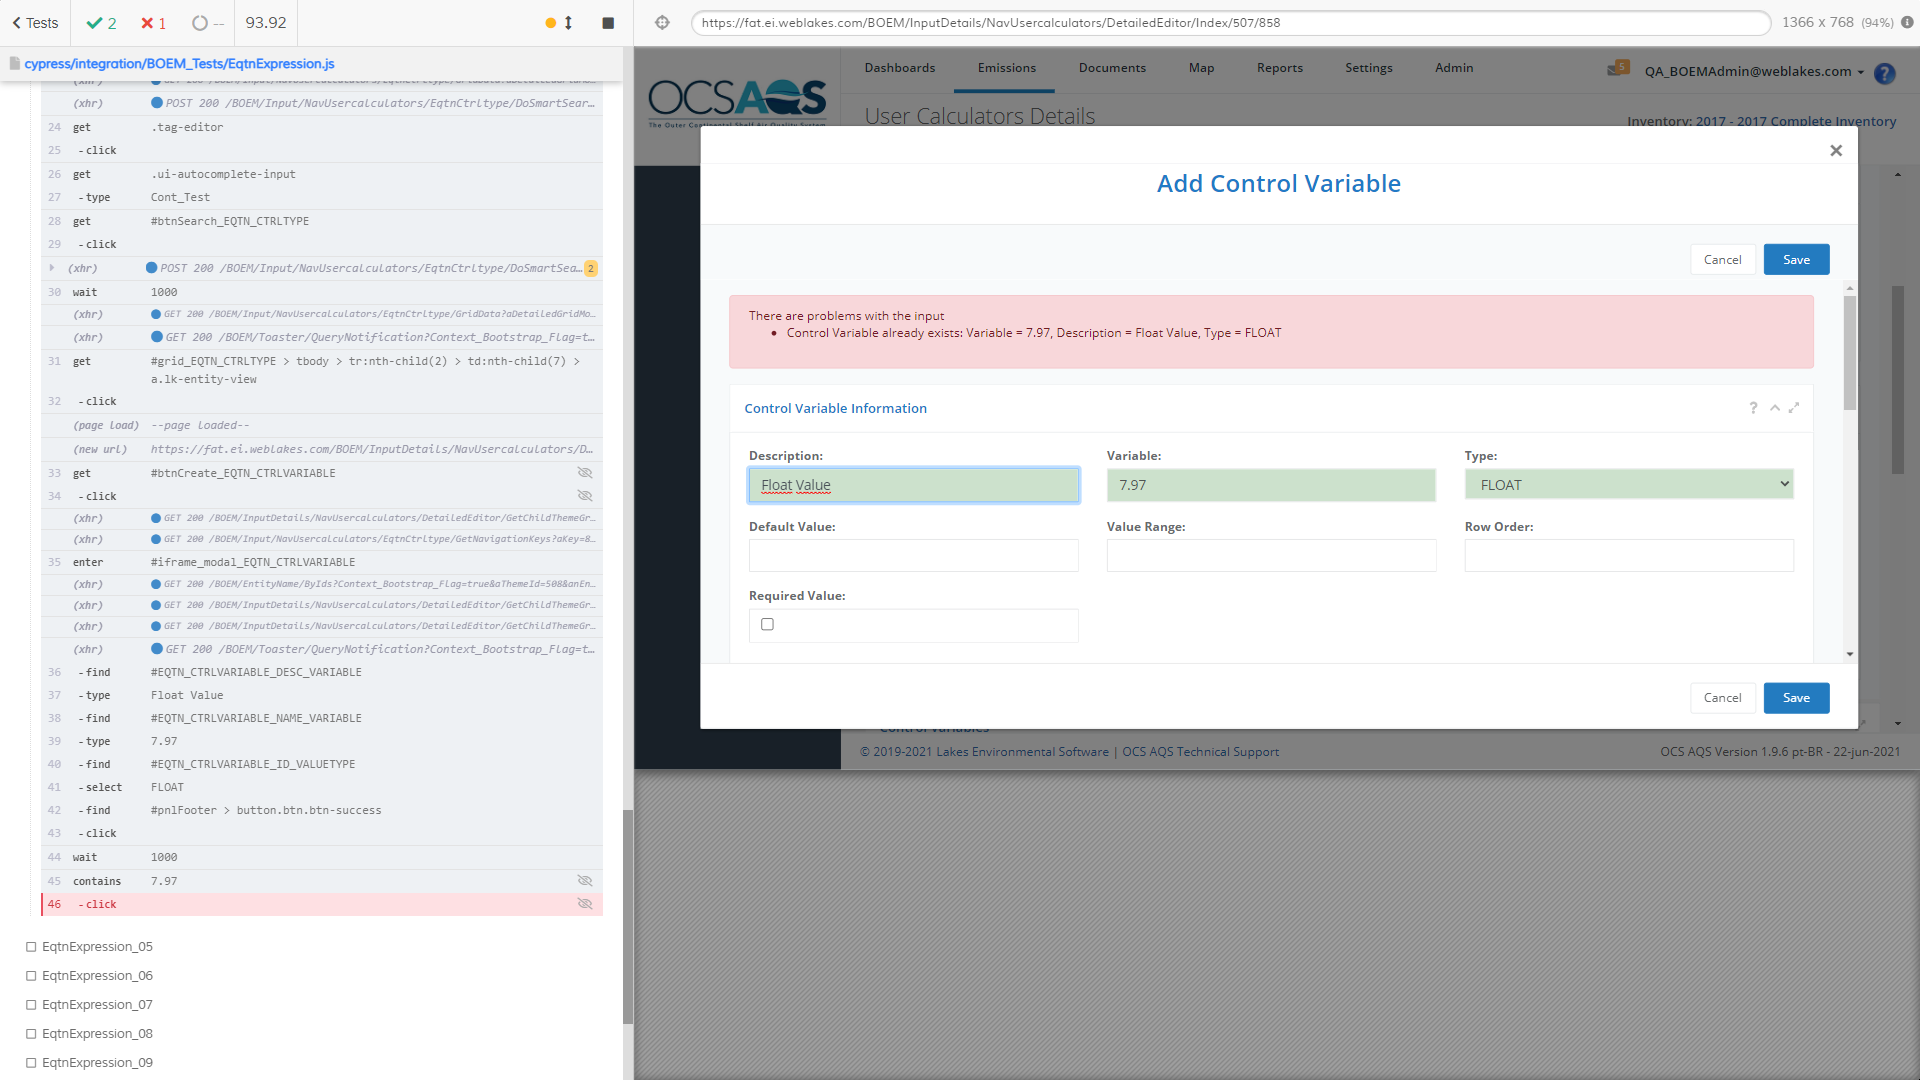 Tests
2
1
--
93.92
https://fat.ei.weblakes.com/BOEM/InputDetails/NavUsercalculators/DetailedEditor/Index/507/858
1366 x 768 (94%)
cypress/integration/BOEM_Tests/EqtnExpression.js
(xhr) POST 200 /BOEM/Input/NavUsercalculators/EqtnCtrltype/DoSmartSear...
24 get .tag-editor
25 - click
26 get .ui-autocomplete-input
27 - type Cont_Test
28 get #btnSearch_EQTN_CTRLTYPE
29 - click
(xhr) POST 200 /BOEM/Input/NavUsercalculators/EqtnCtrltype/DoSmartSea... 2
30 wait 1000
(xhr) GET 200 /BOEM/Input/NavUsercalculators/EqtnCtrltype/GridData?aDetailedGridMo...
(xhr) GET 200 /BOEM/Toaster/QueryNotification?Context_Bootstrap_Flag=t...
31 get #grid_EQTN_CTRLTYPE > tbody > tr:nth-child(2) > td:nth-child(7) >
a.lk-entity-view
32 - click
(page load) --page loaded--
(new url) https://fat.ei.weblakes.com/BOEM/InputDetails/NavUsercalculators/D...
33 get #btnCreate_EQTN_CTRLVARIABLE
34 - click
(xhr) GET 200 /BOEM/InputDetails/NavUsercalculators/DetailedEditor/GetChildThemeGr...
(xhr) GET 200 /BOEM/Input/NavUsercalculators/EqtnCtrltype/GetNavigationKeys?aKey=8...
35 enter #iframe_modal_EQTN_CTRLVARIABLE
(xhr) GET 200 /BOEM/EntityName/ByIds?Context_Bootstrap_Flag=true&aThemeId=508&anEn...
(xhr) GET 200 /BOEM/InputDetails/NavUsercalculators/DetailedEditor/GetChildThemeGr...
(xhr) GET 200 /BOEM/InputDetails/NavUsercalculators/DetailedEditor/GetChildThemeGr...
(xhr) GET 200 /BOEM/Toaster/QueryNotification?Context_Bootstrap_Flag=t...
36 - find #EQTN_CTRLVARIABLE_DESC_VARIABLE
37 - type Float Value
38 - find #EQTN_CTRLVARIABLE_NAME_VARIABLE
39 - type 7.97
40 - find #EQTN_CTRLVARIABLE_ID_VALUETYPE
41 - select FLOAT
42 - find #pnlFooter > button.btn.btn-success
43 - click
44 wait 1000
45 contains 7.97
46 - click
EqtnExpression_05
EqtnExpression_06
EqtnExpression_07
EqtnExpression_08
EqtnExpression_09
OCSAQS
The Outer Continental Shelf Air Quality System
Dashboards Emissions Documents Map Reports Settings Admin
5
QA_BOEMAdmin@weblakes.com
?
User Calculators Details
Inventory: 2017 - 2017 Complete Inventory
×
Add Control Variable
Cancel Save
There are problems with the input
• Control Variable already exists: Variable = 7.97, Description = Float Value, Type = FLOAT
Control Variable Information
?
Description: Variable: Type:
Float Value 7.97 FLOAT
Default Value: Value Range: Row Order:
Required Value:
Cancel Save
Control Variables
© 2019-2021 Lakes Environmental Software | OCS AQS Technical Support
OCS AQS Version 1.9.6 pt-BR - 22-jun-2021